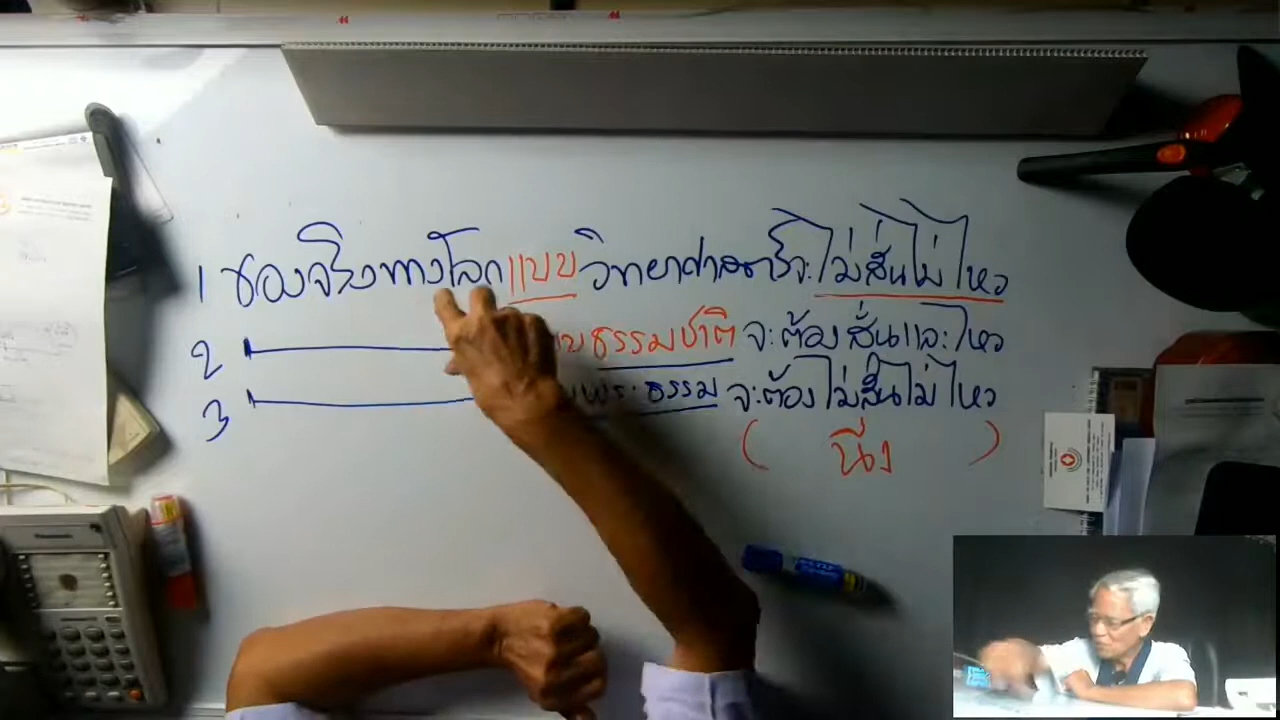 1 ของจริงทางโลกแบบวิทยาศาสตร์จะไม่สั่นไม่ไหว
2 ธรรมชาติ จะต้องสั่นและไหว
3 พระธรรม จะต้องไม่สั่นไม่ไหว
( นิ่ง )
Panasonic